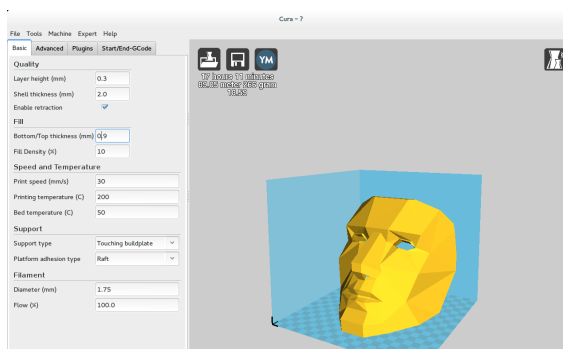 Cura - ?
File Tools Machine Expert Help
Basic Advanced Plugins Start/End-GCode
Quality
Layer height (mm) 0.3
Shell thickness (mm) 2.0
Enable retraction
Fill
Bottom/Top thickness (mm) 0.9
Fill Density (%) 10
Speed and Temperature
Print speed (mm/s) 30
Printing temperature (C) 200
Bed temperature (C) 50
Support
Support type Touching buildplate
Platform adhesion type Raft
Filament
Diameter (mm) 1.75
Flow (%) 100.0
YM
17 hours 11 minutes